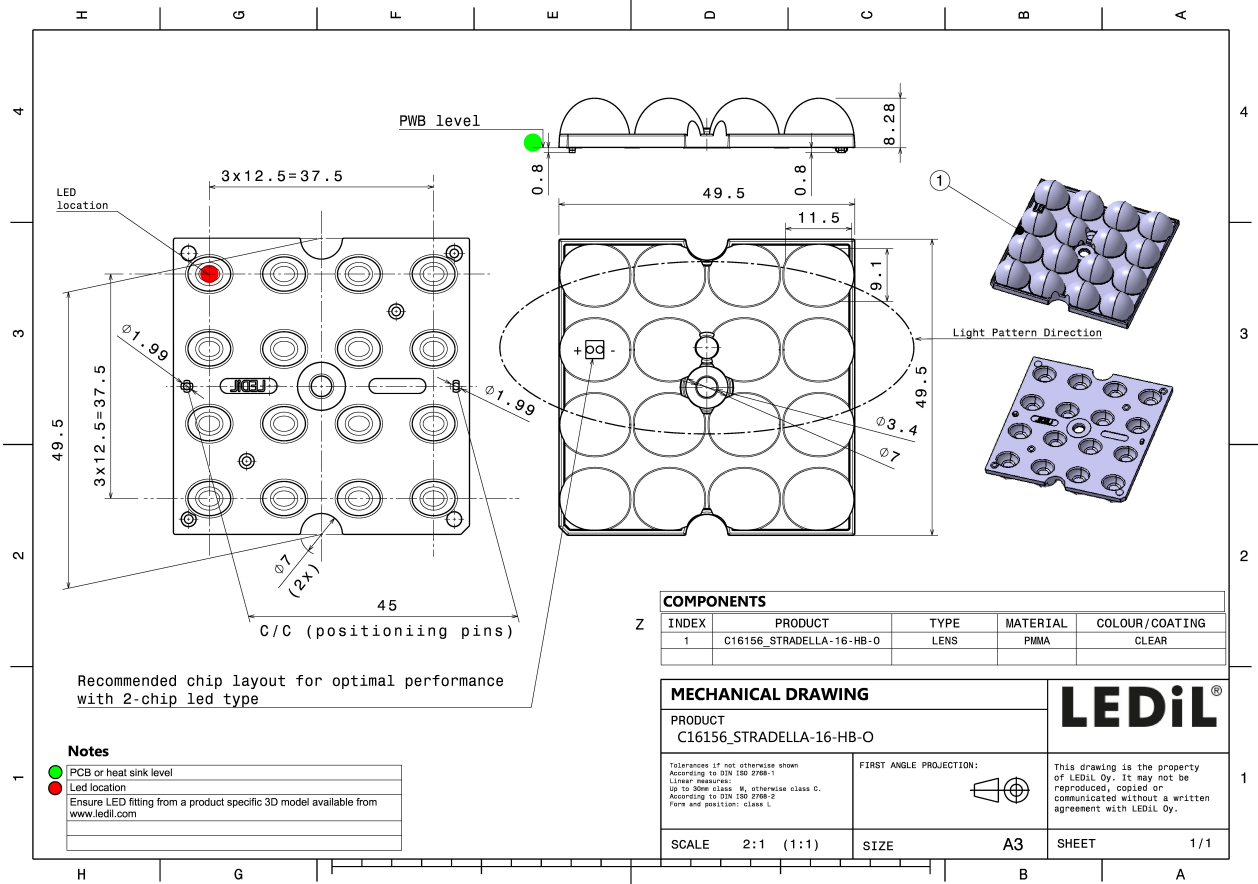 H G F E D C B A
4
4
PWB level
8.28
0.8
0.8
3x12.5=37.5
49.5
1
LED
location
11.5
9.1
3
3
Ø1.99
LEDiL
+ -
Light Pattern Direction
Ø1.99
49.5
3x12.5=37.5
49.5
Ø3.4
Ø7
2
2
Ø7
(2x)
45
C/C (positioniing pins)
Z
COMPONENTS
INDEX PRODUCT TYPE MATERIAL COLOUR/COATING
1 C16156_STRADELLA-16-HB-O LENS PMMA CLEAR
Recommended chip layout for optimal performance
with 2-chip led type
MECHANICAL DRAWING
LEDiL®
PRODUCT
C16156_STRADELLA-16-HB-O
Notes
PCB or heat sink level
Led location
Ensure LED fitting from a product specific 3D model available from
www.ledil.com
1
1
Tolerances if not otherwise shown
According to DIN ISO 2768-1
Linear measures:
Up to 30mm class M, otherwise class C.
According to DIN ISO 2768-2
Form and position: class L
FIRST ANGLE PROJECTION:
This drawing is the property
of LEDiL Oy. It may not be
reproduced, copied or
communicated without a written
agreement with LEDiL Oy.
SCALE 2:1 (1:1)
SIZE A3
SHEET 1/1
H G B A